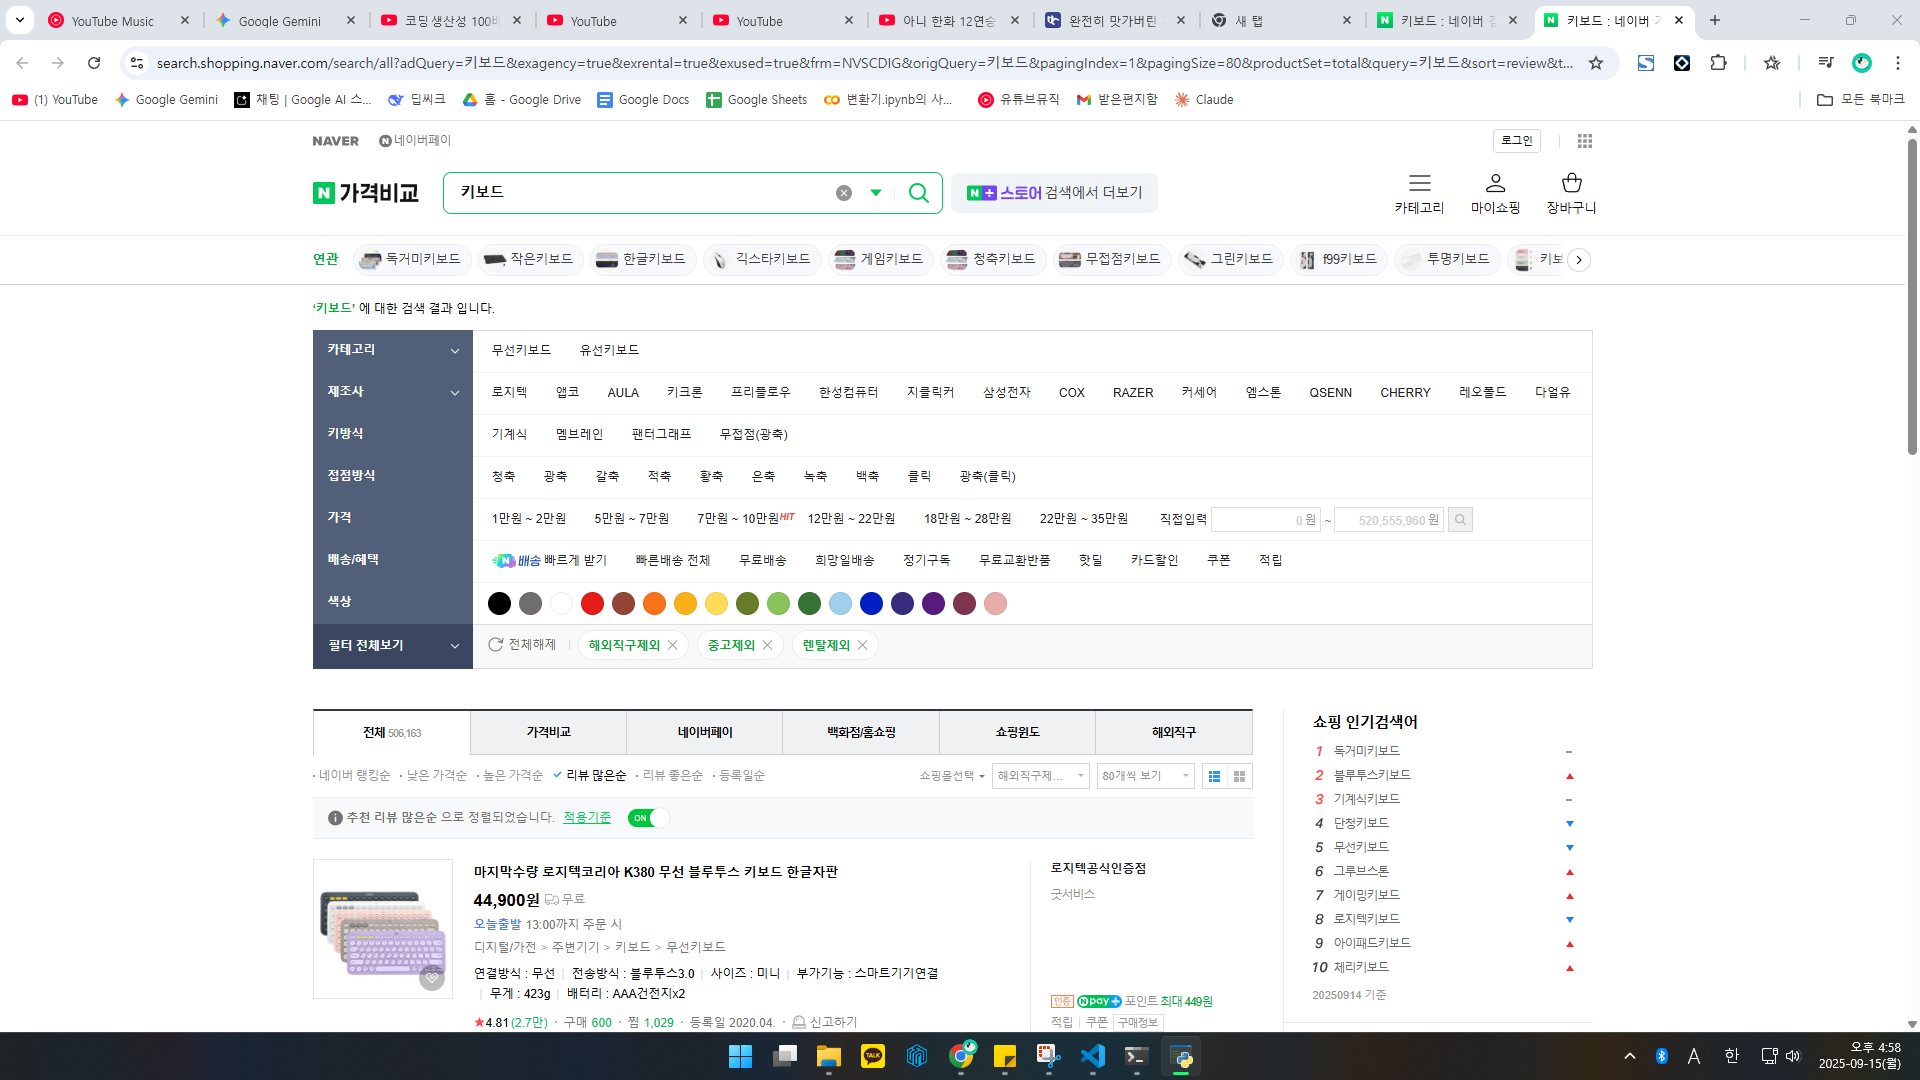 YouTube Music
Google Gemini
코딩 생산성 100배
YouTube
YouTube
아니 한화 12연승
완전히 맛가버린
새 탭
키보드 : 네이버
키보드 : 네이버
search.shopping.naver.com/search/all?adQuery=키보드&exagency=true&exrental=true&exused=true&frm=NVSCDIG&origQuery=키보드&pagingIndex=1&pagingSize=80&productSet=total&query=키보드&sort=review&t...
(1) YouTube
Google Gemini
채팅 | Google AI 스...
딥씨크
홈 - Google Drive
Google Docs
Google Sheets
변환기.ipynb의 사...
유튜브뮤직
받은편지함
Claude
모든 북마크
NAVER
N 네이버페이
로그인
N 가격비교
키보드
N+ 스토어 검색에서 더보기
카테고리
마이쇼핑
장바구니
연관
독거미키보드
작은키보드
한글키보드
긱스타키보드
게임키보드
청축키보드
무접점키보드
그린키보드
f99키보드
투명키보드
키보
'키보드' 에 대한 검색 결과 입니다.
카테고리
무선키보드 유선키보드
제조사
로지텍 앱코 AULA 키크론 프리플로우 한성컴퓨터 지클릭커 삼성전자 COX RAZER 커세어 엠스톤 QSENN CHERRY 레오폴드 다얼유
키방식
기계식 멤브레인 팬터그래프 무접점(광축)
접점방식
청축 광축 갈축 적축 황축 은축 녹축 백축 클릭 광축(클릭)
가격
1만원 ~ 2만원 5만원 ~ 7만원 7만원 ~ 10만원HIT 12만원 ~ 22만원 18만원 ~ 28만원 22만원 ~ 35만원 직접입력 0 원 ~ 520,555,960 원
배송/혜택
N배송 빠르게 받기 빠른배송 전체 무료배송 희망일배송 정기구독 무료교환반품 핫딜 카드할인 쿠폰 적립
색상
필터 전체보기
전체해제 해외직구제외 중고제외 렌탈제외
전체 506,163
가격비교
네이버페이
백화점/홈쇼핑
쇼핑윈도
해외직구
네이버 랭킹순 · 낮은 가격순 · 높은 가격순 리뷰 많은순 · 리뷰 좋은순 · 등록일순
쇼핑몰선택
해외직구제...
80개씩 보기
추천 리뷰 많은순 으로 정렬되었습니다. 적용기준 ON
마지막수량 로지텍코리아 K380 무선 블루투스 키보드 한글자판
44,900원 무료
오늘출발 13:00까지 주문 시
디지털/가전 > 주변기기 > 키보드 > 무선키보드
연결방식 : 무선 | 전송방식 : 블루투스3.0 | 사이즈 : 미니 | 부가기능 : 스마트기기연결
| 무게 : 423g | 배터리 : AAA건전지x2
★4.81 (2.7만) · 구매 600 · 찜 1,029 · 등록일 2020.04. · 신고하기
로지텍공식인증점
굿서비스
인증 N pay+ 포인트 최대 449원
적립 | 쿠폰 구매정보
쇼핑 인기검색어
1 독거미키보드
2 블루투스키보드
3 기계식키보드
4 단청키보드
5 무선키보드
6 그루브스톤
7 게이밍키보드
8 로지텍키보드
9 아이패드키보드
10 체리키보드
20250914 기준
TALK
A
한
오후 4:58
2025-09-15(월)